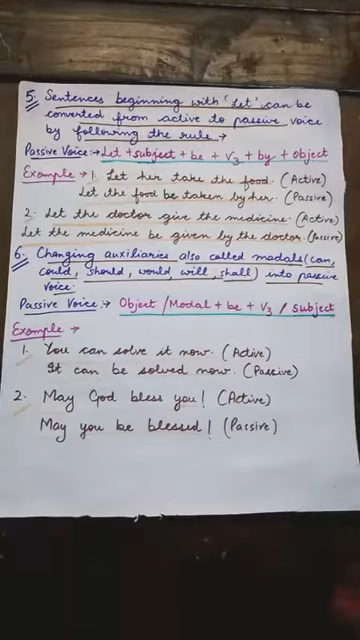 5. Sentences beginning with 'Let' can be
converted from active to passive voice
by following the rule →
Passive Voice:→ Let + subject + be + V3 + by + object
Example → 1. Let her take the food. (Active)
Let the food be taken by her. (Passive)
2. Let the doctor give the medicine. (Active)
Let the medicine be given by the doctor. (Passive)
6. Changing auxiliaries also called modals (can,
could, should, would, will, shall) into passive
voice.
Passive Voice:→ Object / Modal + be + V3 / subject
Example →
1. You can solve it now. (Active)
It can be solved now. (Passive)
2. May God bless you! (Active)
May you be blessed! (Passive)